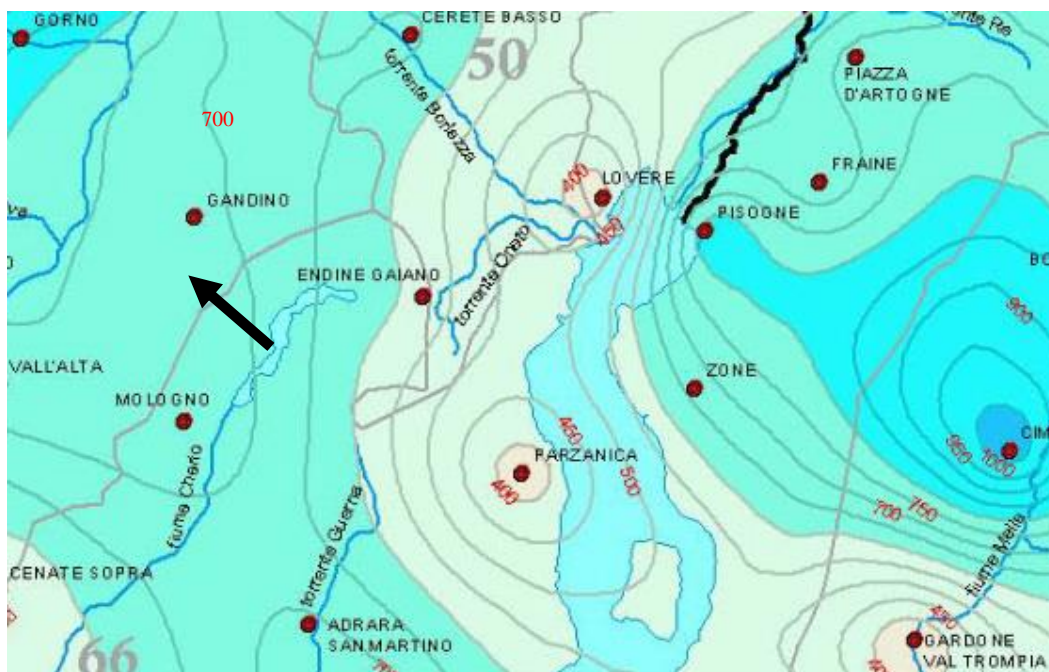 GORNO
CERETE BASSO
50
torrente Borlezza
PIAZZA
D'ARTOGNE
700
400
LOVERE
FRAINE
GANDINO
450
PISOGNE
ENDINE GAIANO
torrente Oneto
900
VALL'ALTA
ZONE
MOLOGNO
450
CIM
950
1000
PARZANICA
400
500
700
750
fiume Cherio
torrente Guerna
fiume Mella
CENATE SOPRA
450
66
ADRARA
SAN MARTINO
GARDONE
VAL TROMPIA